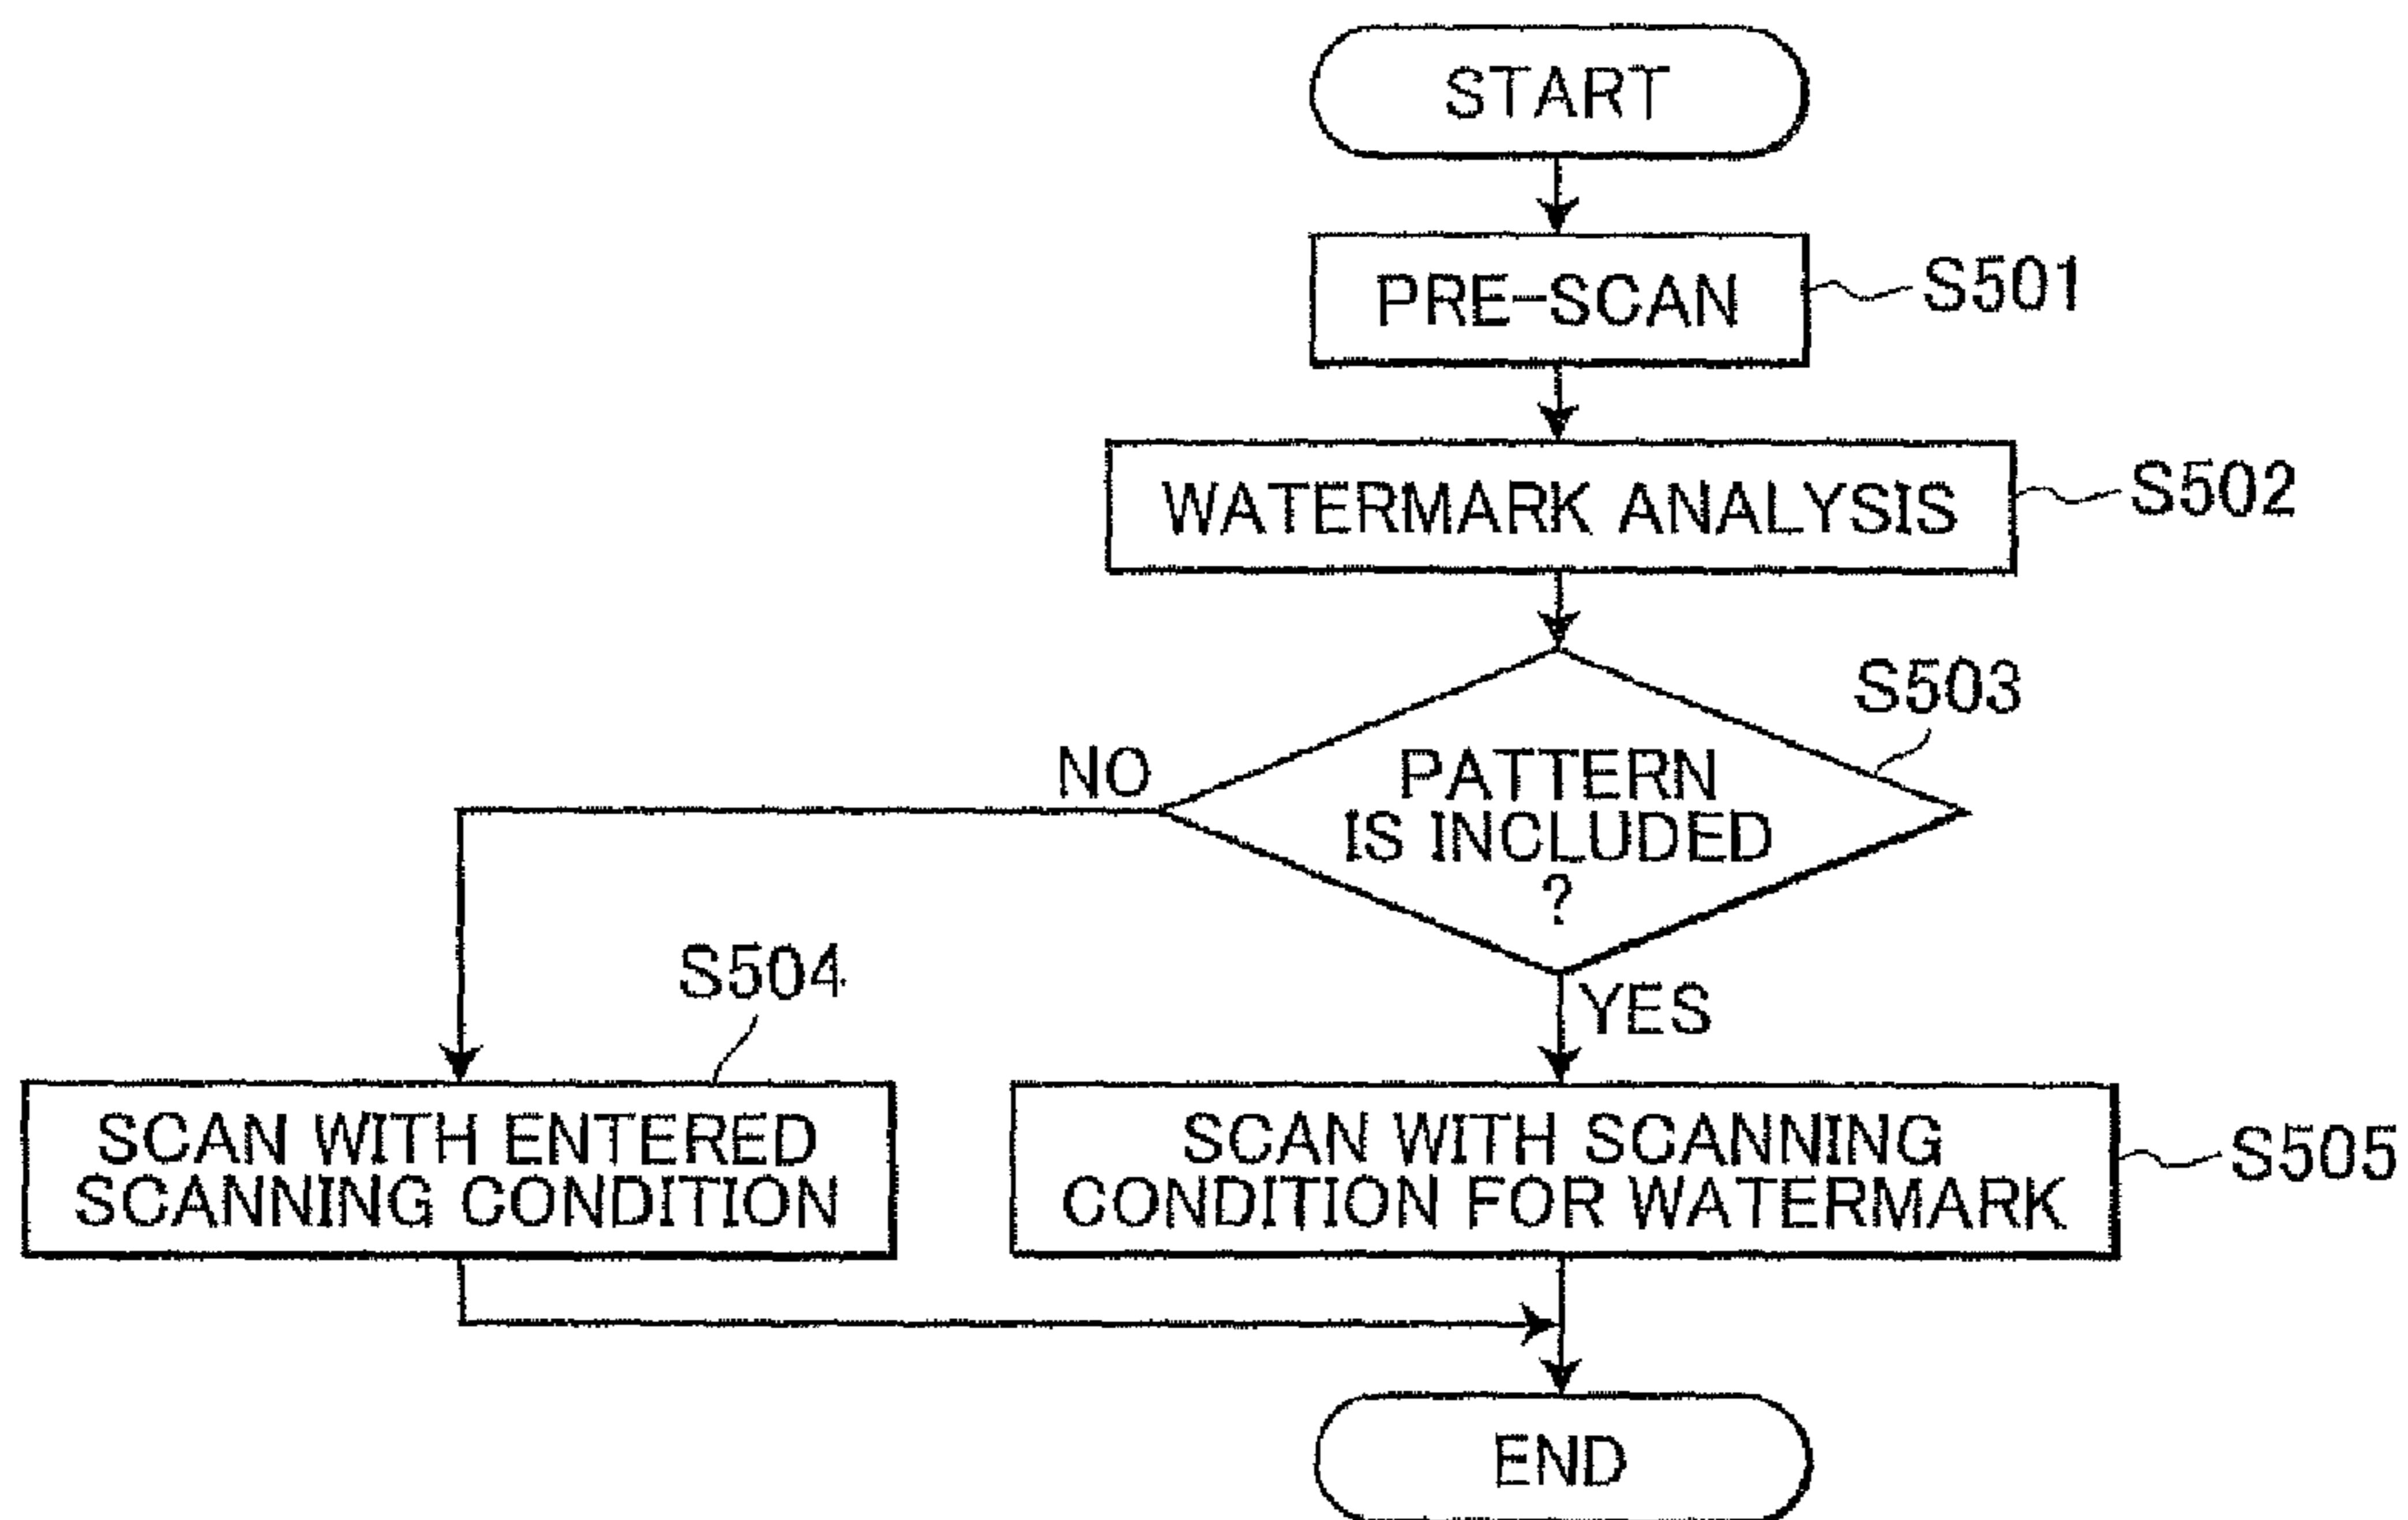 START
PRE-SCAN
S501
WATERMARK ANALYSIS
S502
S503
PATTERN
IS INCLUDED
?
NO
YES
S504
SCAN WITH ENTERED
SCANNING CONDITION
SCAN WITH SCANNING
CONDITION FOR WATERMARK
S505
END